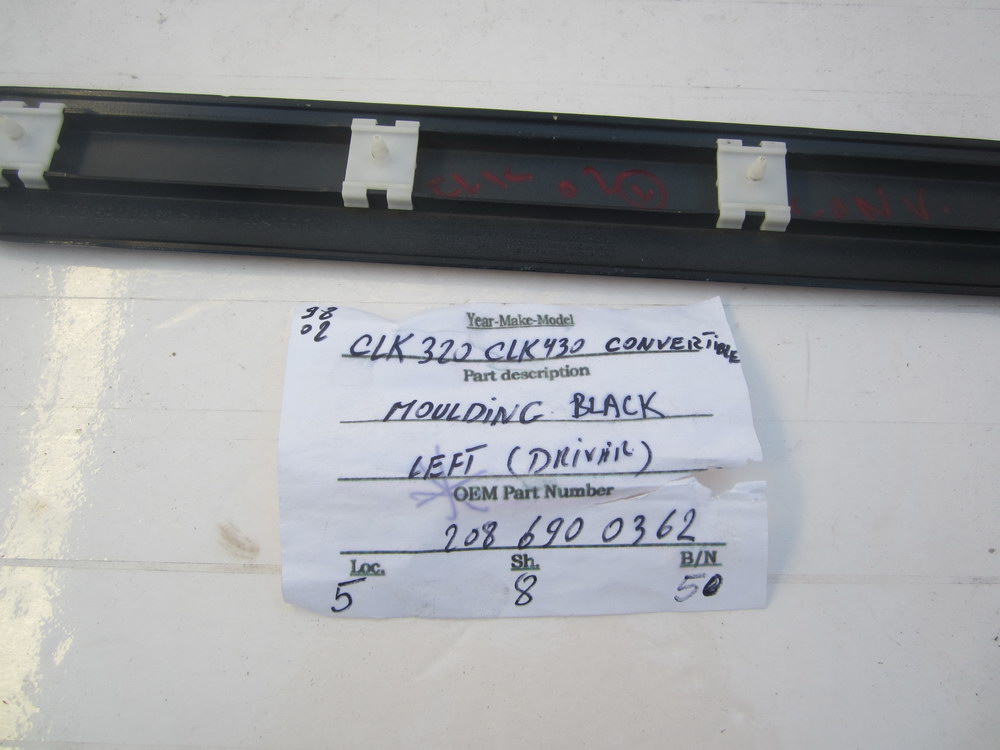 98
02
Year-Make-Model
CLK 320 CLK430 CONVERTIBLE
Part description
MOULDING BLACK
LEFT (DRIVAR)
OEM Part Number
208 690 0362
Loc. Sh. B/N
5 8 50